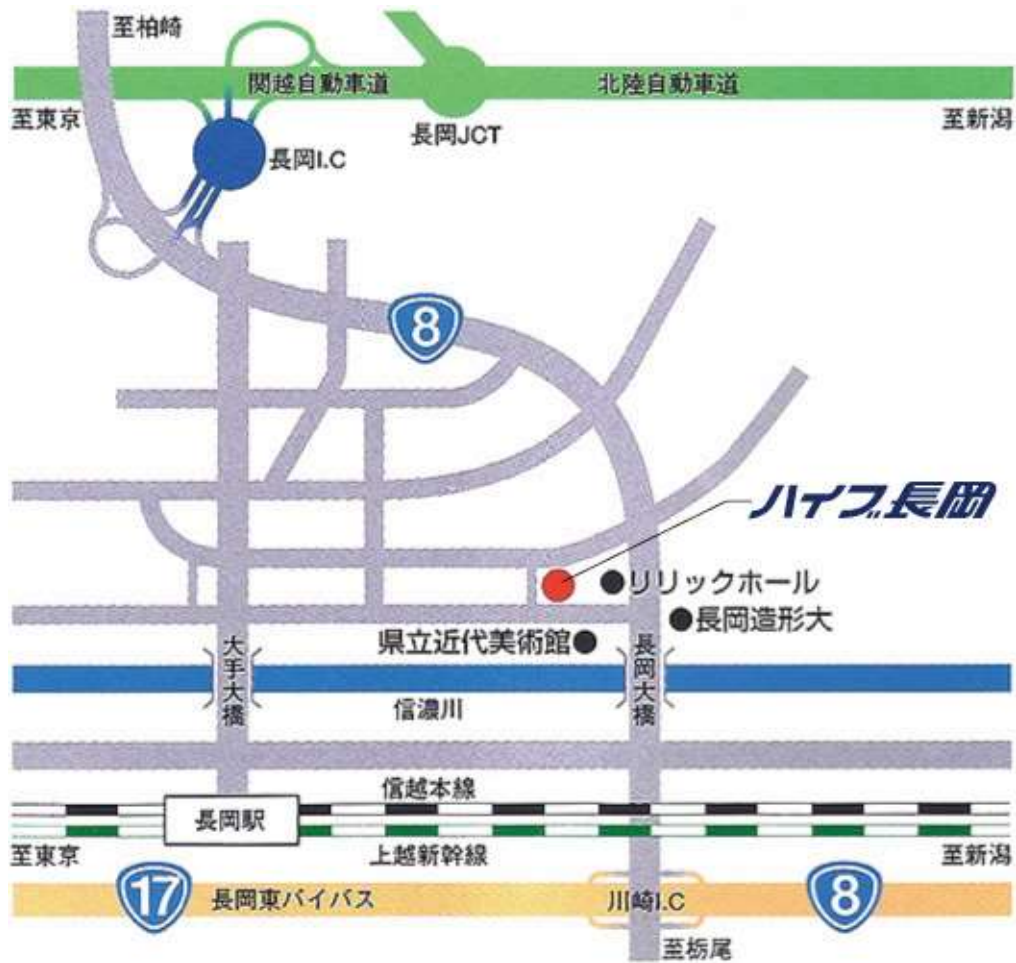 至柏崎
関越自動車道
北陸自動車道
至東京
長岡JCT
至新潟
長岡I.C
8
ハイブ長岡
リリックホール
長岡造形大
県立近代美術館
大手大橋
長岡大橋
信濃川
信越本線
長岡駅
至東京
上越新幹線
至新潟
17
長岡東バイパス
川崎I.C
8
至栃尾